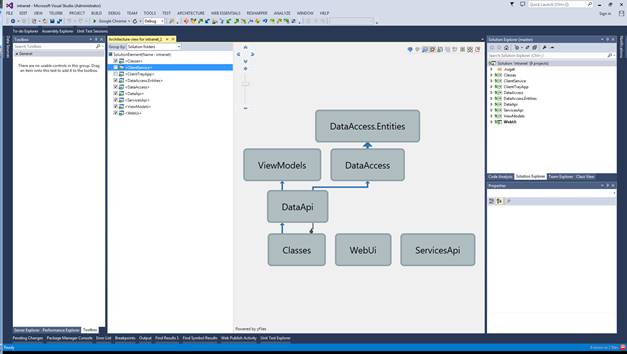 intranet - Microsoft Visual Studio (Administrator)
Quick Launch (Ctrl+Q)
FILE EDIT VIEW TELERIK PROJECT BUILD DEBUG TEAM TOOLS TEST ARCHITECTURE WEB ESSENTIALS RESHARPER ANALYZE WINDOW HELP
Sign in
Google Chrome Debug
To-do Explorer Assembly Explorer Unit Test Sessions
Data Sources
Notifications
Toolbox
Search Toolbox
General
There are no usable controls in this group. Drag an item onto this text to add it to the toolbox.
Architecture view for intranet
Group By: Solution folders
SolutionElement(Name : intranet)
<Classes>
<ClientService>
<ClientTrayApp>
<DataAccess.Entities>
<DataAccess>
<DataApi>
<ServicesApi>
<ViewModels>
<WebUi>
DataAccess.Entities
ViewModels
DataAccess
DataApi
Classes
WebUi
ServicesApi
Powered by yFiles
Solution Explorer
Search Solution Explorer (Ctrl+;)
Solution 'intranet' (9 projects)
.nuget
Classes
ClientService
ClientTrayApp
DataAccess
DataAccess.Entities
DataApi
ServicesApi
ViewModels
WebUi
Code Analysis Solution Explorer Team Explorer Class View
Properties
Server Explorer Performance Explorer Toolbox
Pending Changes Package Manager Console Error List Breakpoints Output Find Results 1 Find Symbol Results Web Publish Activity Unit Test Explorer
Ready